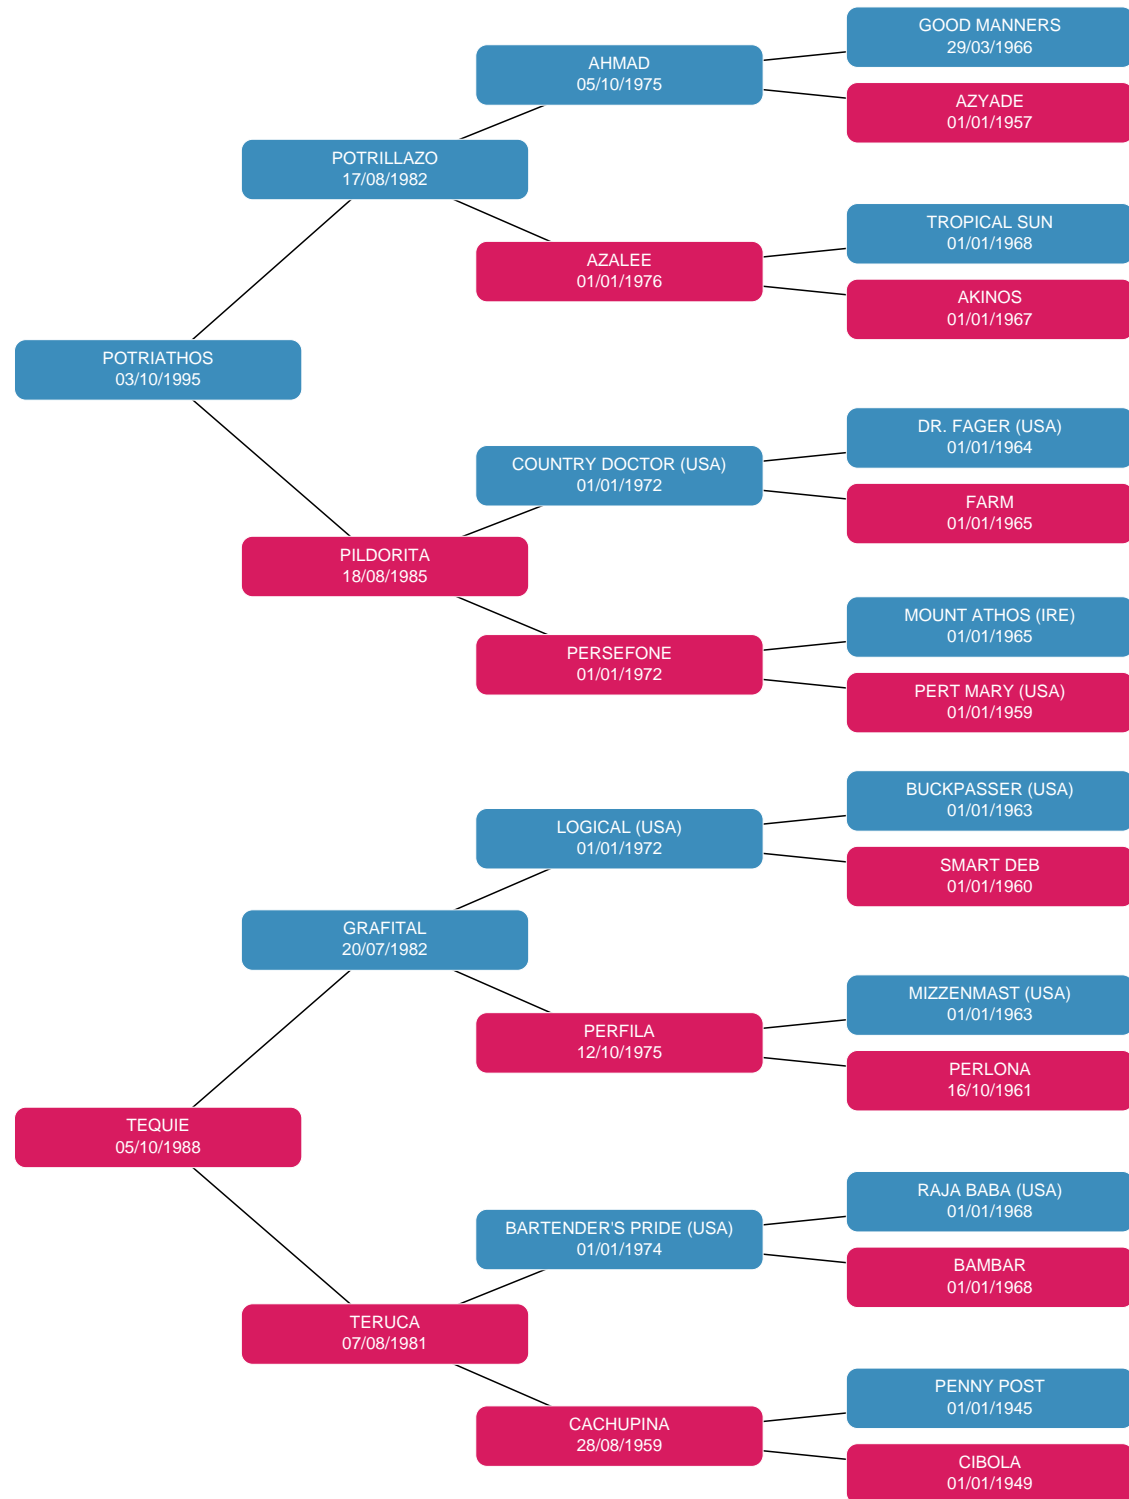 GOOD MANNERS
29/03/1966
AHMAD
05/10/1975
AZYADE
01/01/1957
POTRILLAZO
17/08/1982
TROPICAL SUN
01/01/1968
AZALEE
01/01/1976
AKINOS
01/01/1967
POTRIATHOS
03/10/1995
DR. FAGER (USA)
01/01/1964
COUNTRY DOCTOR (USA)
01/01/1972
FARM
01/01/1965
PILDORITA
18/08/1985
MOUNT ATHOS (IRE)
01/01/1965
PERSEFONE
01/01/1972
PERT MARY (USA)
01/01/1959
BUCKPASSER (USA)
01/01/1963
LOGICAL (USA)
01/01/1972
SMART DEB
01/01/1960
GRAFITAL
20/07/1982
MIZZENMAST (USA)
01/01/1963
PERFILA
12/10/1975
PERLONA
16/10/1961
TEQUIE
05/10/1988
RAJA BABA (USA)
01/01/1968
BARTENDER'S PRIDE (USA)
01/01/1974
BAMBAR
01/01/1968
TERUCA
07/08/1981
PENNY POST
01/01/1945
CACHUPINA
28/08/1959
CIBOLA
01/01/1949